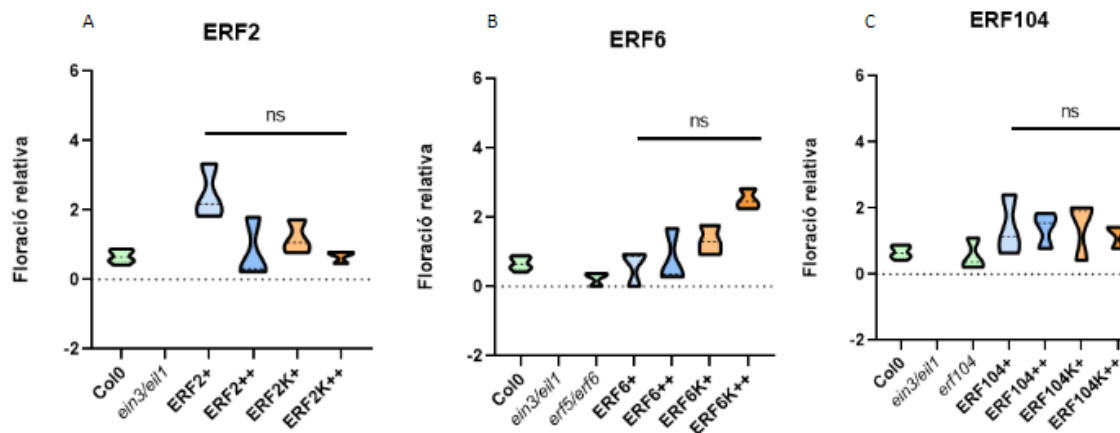 A
ERF2
Floració relativa
6
4
2
0
-2
ns
Col0
ein3/eil1
ERF2+
ERF2++
ERF2K+
ERF2K++
B
ERF6
Floració relativa
6
4
2
0
-2
ns
Col0
ein3/eil1
erf5/erf6
ERF6+
ERF6++
ERF6K+
ERF6K++
C
ERF104
Floració relativa
6
4
2
0
-2
ns
Col0
ein3/eil1
erf104
ERF104+
ERF104++
ERF104K+
ERF104K++